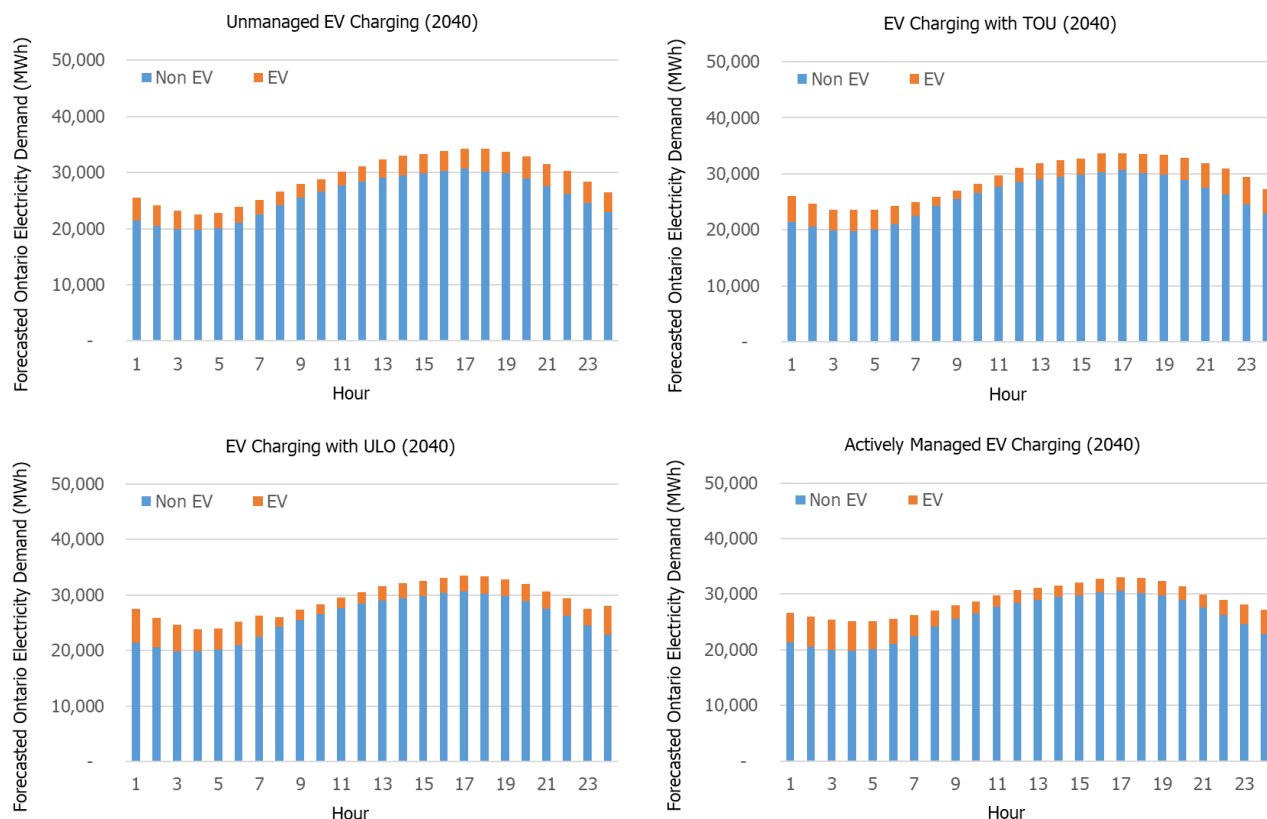 Unmanaged EV Charging (2040)
Forecasted Ontario Electricity Demand (MWh)
50,000
40,000
30,000
20,000
10,000
-
Non EV EV
1 3 5 7 9 11 13 15 17 19 21 23
Hour
EV Charging with TOU (2040)
Forecasted Ontario Electricity Demand (MWh)
50,000
40,000
30,000
20,000
10,000
-
Non EV EV
1 3 5 7 9 11 13 15 17 19 21 23
Hour
EV Charging with ULO (2040)
Forecasted Ontario Electricity Demand (MWh)
50,000
40,000
30,000
20,000
10,000
-
Non EV EV
1 3 5 7 9 11 13 15 17 19 21 23
Hour
Actively Managed EV Charging (2040)
Forecasted Ontario Electricity Demand (MWh)
50,000
40,000
30,000
20,000
10,000
-
Non EV EV
1 3 5 7 9 11 13 15 17 19 21 23
Hour